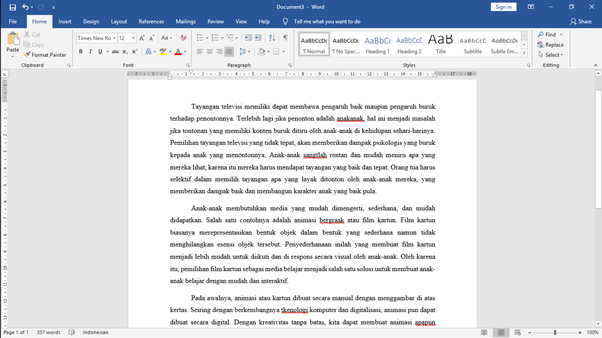 Document3 - Word
Sign in
File Home Insert Design Layout References Mailings Review View Help Tell me what you want to do Share
Paste
Cut
Copy
Format Painter
Clipboard
Times New Ro 12
Font
Paragraph
AaBbCcDc AaBbCcDc AaBbCc AaBbCcD AaB AaBbCcD AaBbCcDc
¶ Normal ¶ No Spac... Heading 1 Heading 2 Title Subtitle Subtle Em...
Styles
Find
Replace
Select
Editing
Tayangan televisi memiliki dapat membawa pengaruh baik maupun pengaruh buruk
terhadap penontonnya. Terlebih lagi jika penonton adalah anakanak, hal ini menjadi masalah
jika tontonan yang memiliki konten buruk ditiru oleh anak-anak di kehidupan sehari-harinya.
Pemilihan tayangan televisi yang tidak tepat, akan memberikan dampak psikologis yang buruk
kepada anak yang menontonnya. Anak-anak sangtlah rentan dan mudah meniru apa yang
mereka lihat, karena itu mereka harus mendapat tayangan yang baik dan tepat. Orang tua harus
selektif dalam memilih tayangan apa yang layak ditonton oleh anak-anak mereka, yang
memberikan dampak baik dan membangun karakter anak yang baik pula.
Anak-anak membutuhkan media yang mudah dimengerti, sederhana, dan mudah
didapatkan. Salah satu contohnya adalah animasi bergraak atau film kartun. Film kartun
biasanya merepresentasikan bentuk objek dalam bentuk yang sederhana namun tidak
menghilangkan esensi objek tersebut. Penyederhanaan inilah yang membuat film kartun
menjadi lebih mudah untuk diikuti dan di respons secara visual oleh anak-anak. Oleh karena
itu, pemilihan film kartun sebagai media belajar menjadi salah satu solusi untuk membuat anak-
anak belajar dengan mudah dan interaktif.
Pada awalnya, animasi atau kartun dibuat secara manual dengan menggambar di atas
kertas. Seiring dengan berkembangnya tkenologi komputer dan digitalisasi, animasi pun dapat
dibuat secara digital. Dengan kreativitas tanpa batas, kita dapat membuat animasi apapun
Page 1 of 1 357 words Indonesian 100%